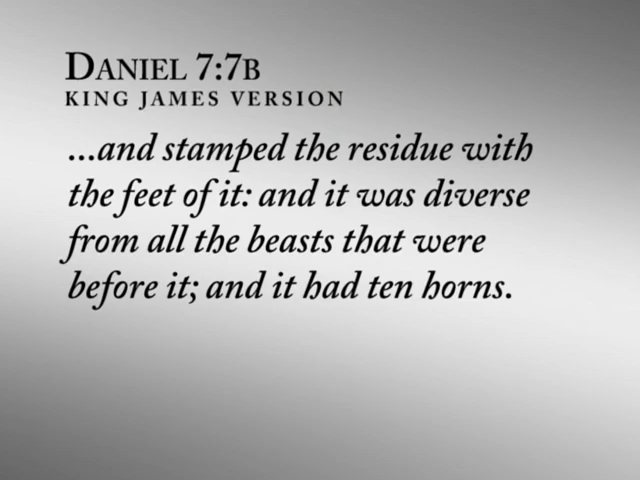 DANIEL 7:7B
KING JAMES VERSION
...and stamped the residue with
the feet of it: and it was diverse
from all the beasts that were
before it; and it had ten horns.